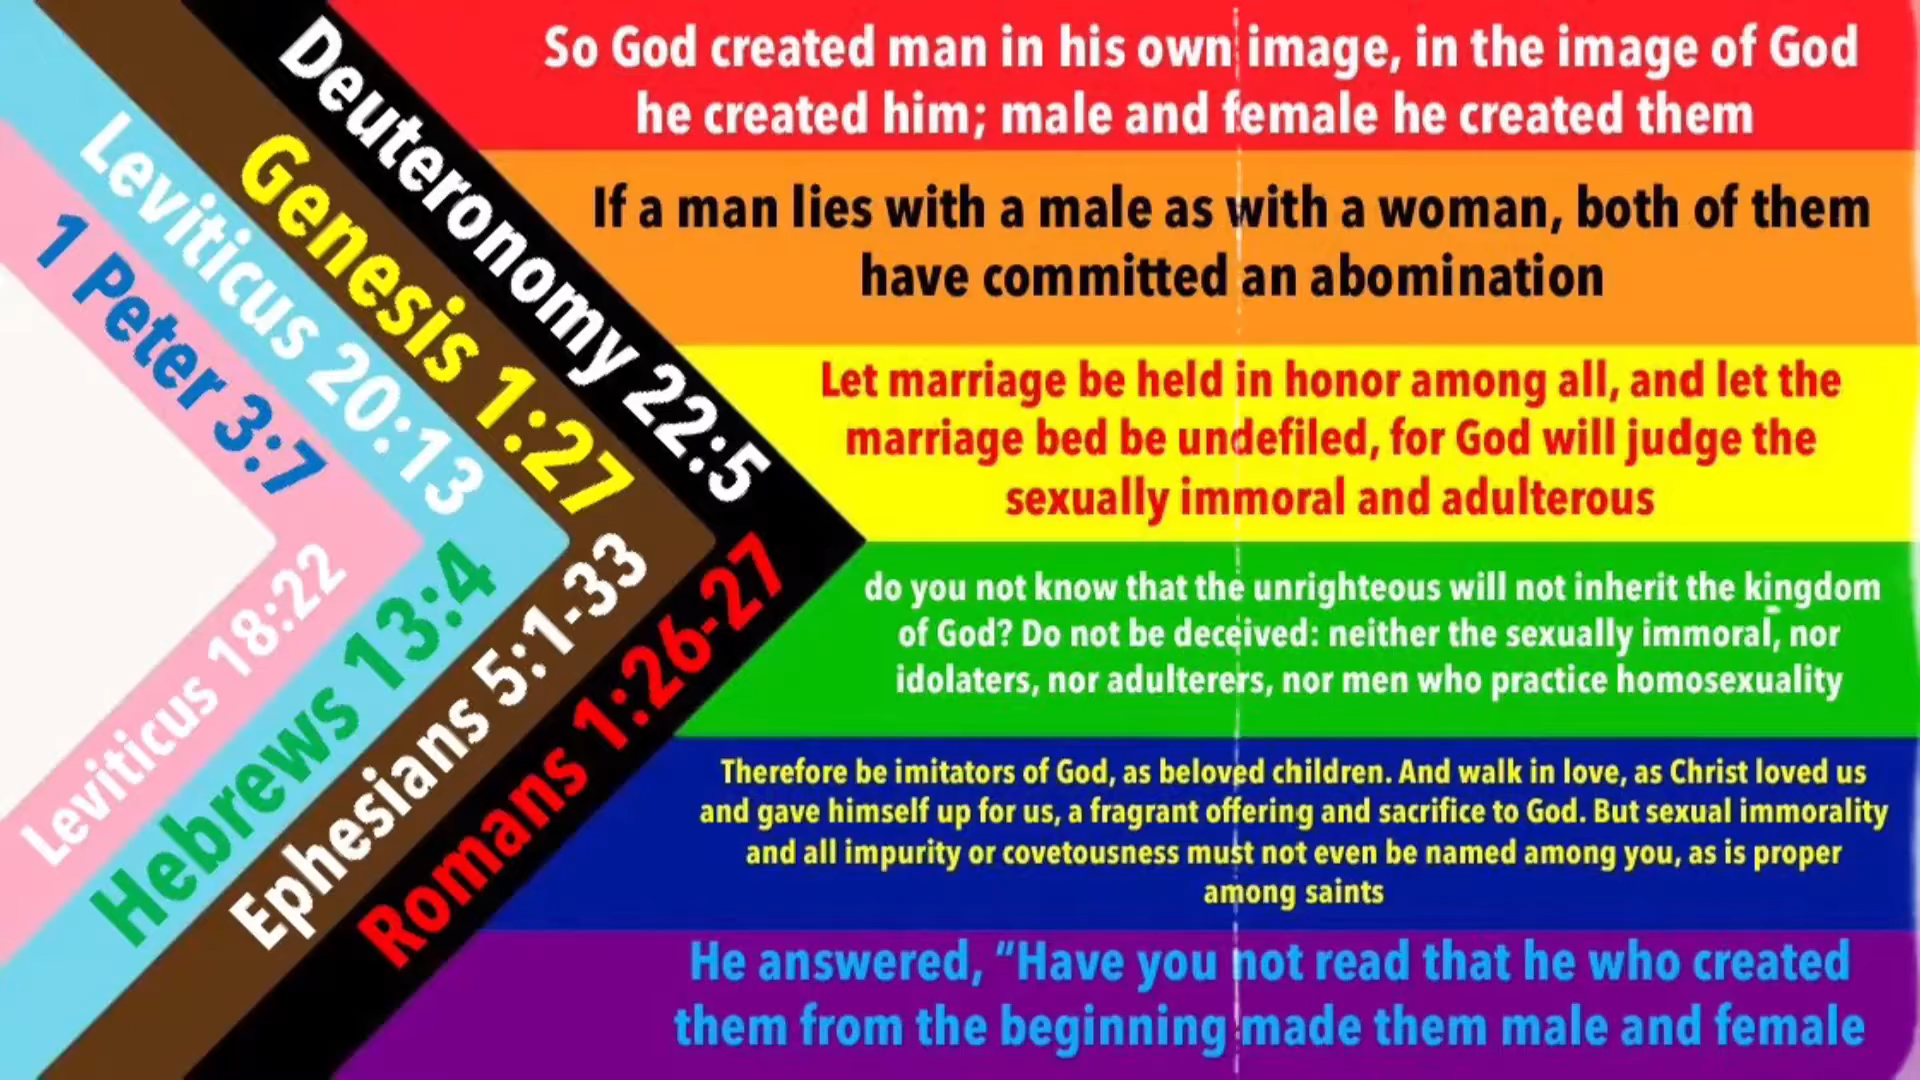 Deuteronomy 22:5
Genesis 1:27
Leviticus 20:13
1 Peter 3:7
Leviticus 18:22
Hebrews 13:4
Ephesians 5:1-33
Romans 1:26-27
So God created man in his own image, in the image of God
he created him; male and female he created them
If a man lies with a male as with a woman, both of them
have committed an abomination
Let marriage be held in honor among all, and let the
marriage bed be undefiled, for God will judge the
sexually immoral and adulterous
do you not know that the unrighteous will not inherit the kingdom
of God? Do not be deceived: neither the sexually immoral, nor
idolaters, nor adulterers, nor men who practice homosexuality
Therefore be imitators of God, as beloved children. And walk in love, as Christ loved us
and gave himself up for us, a fragrant offering and sacrifice to God. But sexual immorality
and all impurity or covetousness must not even be named among you, as is proper
among saints
He answered, “Have you not read that he who created
them from the beginning made them male and female